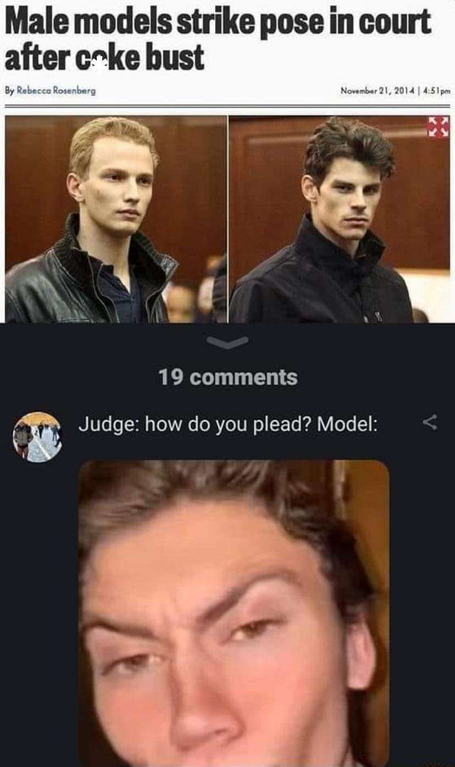 Male models strike pose in court
after coke bust
By Rebecca Rosenberg
November 21, 2014 | 4:51pm
19 comments
Judge: how do you plead? Model: